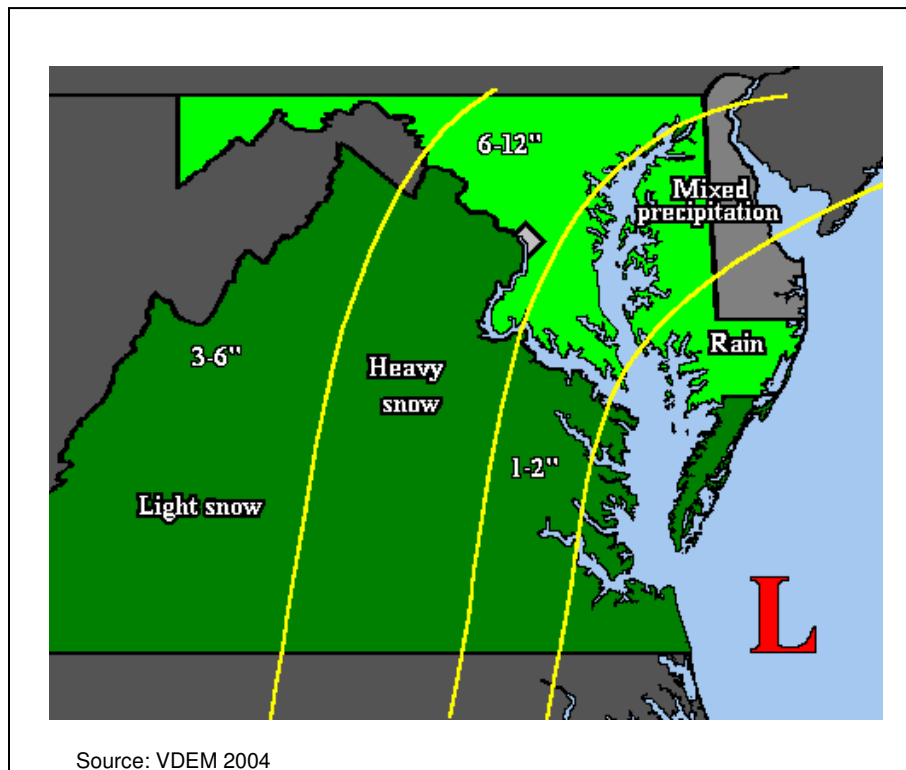 6-12"
Mixed
precipitation
Rain
3-6"
Heavy
snow
1-2"
Light snow
L
Source: VDEM 2004